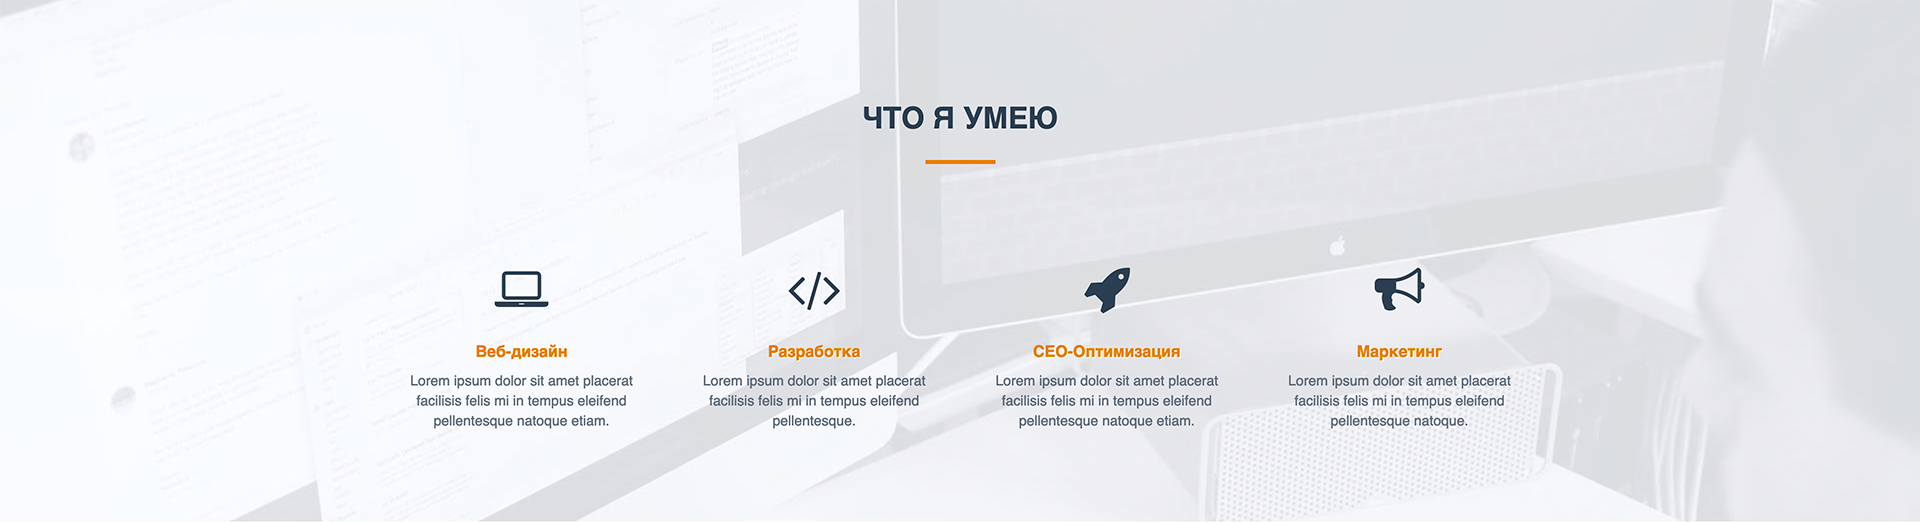 ЧТО Я УМЕЮ
Веб-дизайн
Lorem ipsum dolor sit amet placerat
facilisis felis mi in tempus eleifend
pellentesque natoque etiam.
Разработка
Lorem ipsum dolor sit amet placerat
facilisis felis mi in tempus eleifend
pellentesque.
СЕО-Оптимизация
Lorem ipsum dolor sit amet placerat
facilisis felis mi in tempus eleifend
pellentesque natoque etiam.
Маркетинг
Lorem ipsum dolor sit amet placerat
facilisis felis mi in tempus eleifend
pellentesque natoque.